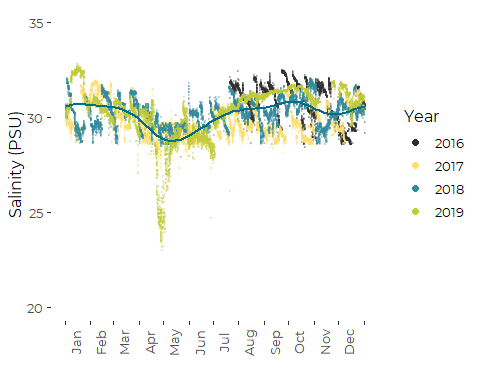 35
30
25
20
Salinity (PSU)
Jan
Feb
Mar
Apr
May
Jun
Jul
Aug
Sep
Oct
Nov
Dec
Year
2016
2017
2018
2019